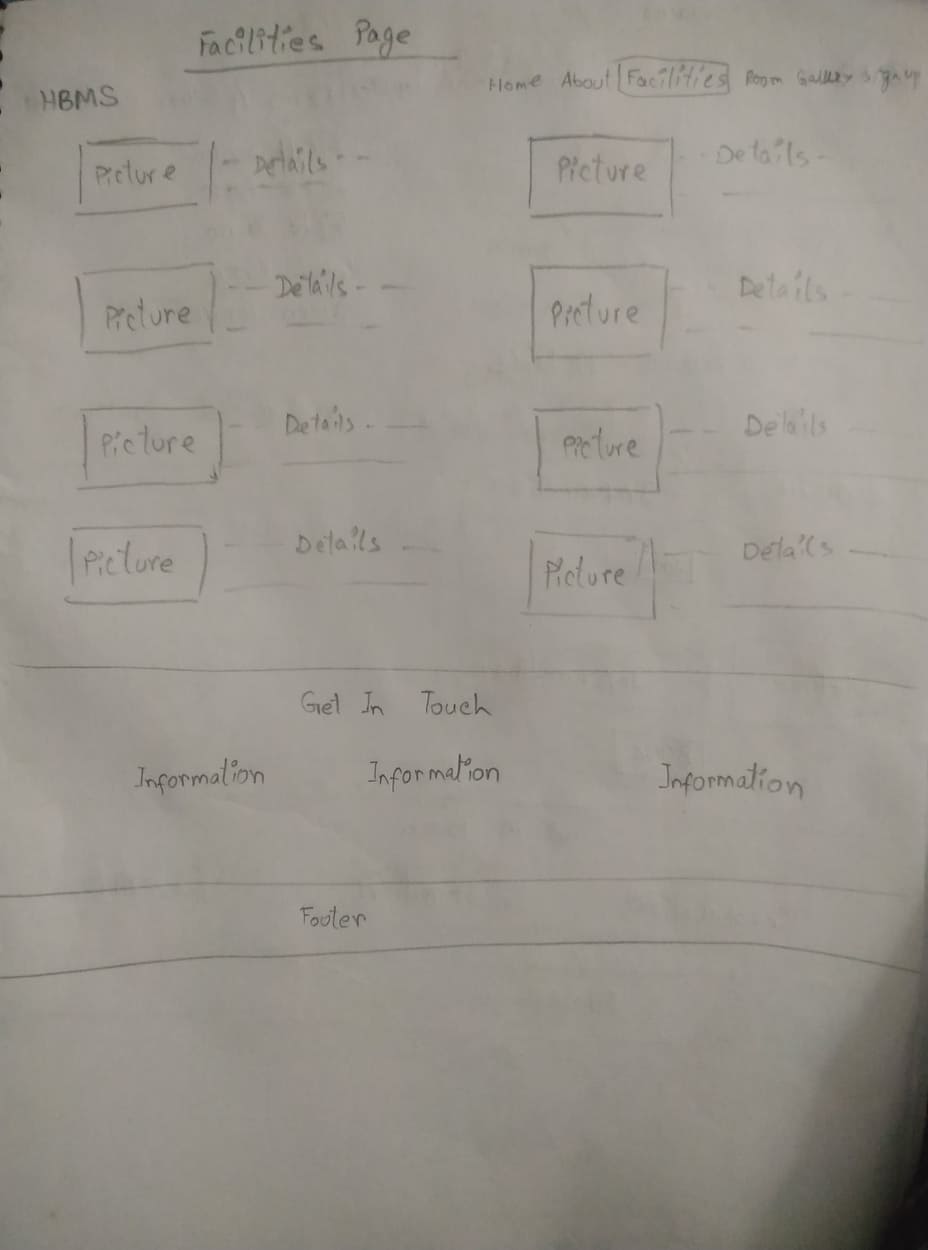 Facilities Page
HBMS
Home About Facilities Room Gallery Signup
Picture Details Picture Details
Picture Details Picture Details
Picture Details Picture Details
Picture Details Picture Details
Get In Touch
Information Information Information
Footer